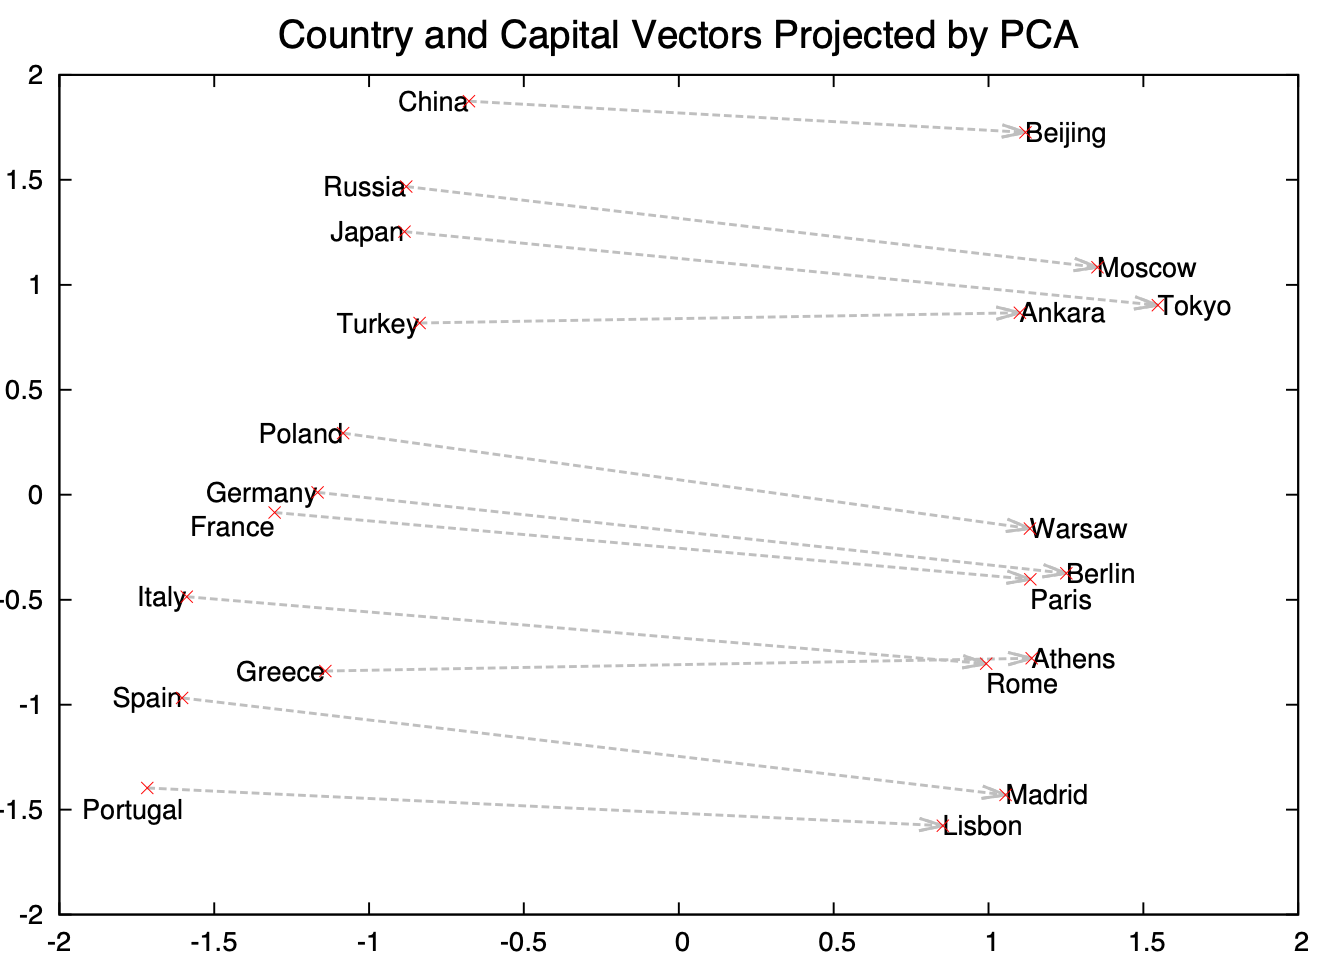 Country and Capital Vectors Projected by PCA
2
China
Beijing
1.5
Russia
Japan
Moscow
1
Tokyo
Turkey
Ankara
0.5
Poland
0
Germany
France
Warsaw
Berlin
-0.5
Italy
Paris
Greece
Athens
Rome
-1
Spain
Madrid
-1.5
Portugal
Lisbon
-2
-2 -1.5 -1 -0.5 0 0.5 1 1.5 2